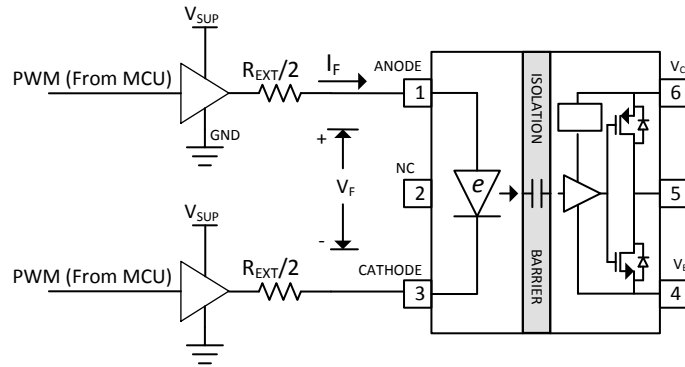 VSUP
PWM (From MCU)
REXT/2
IF
GND
ANODE
1
ISOLATION
BARRIER
6
+
VF
-
NC
2
e
5
VSUP
PWM (From MCU)
REXT/2
CATHODE
3
4